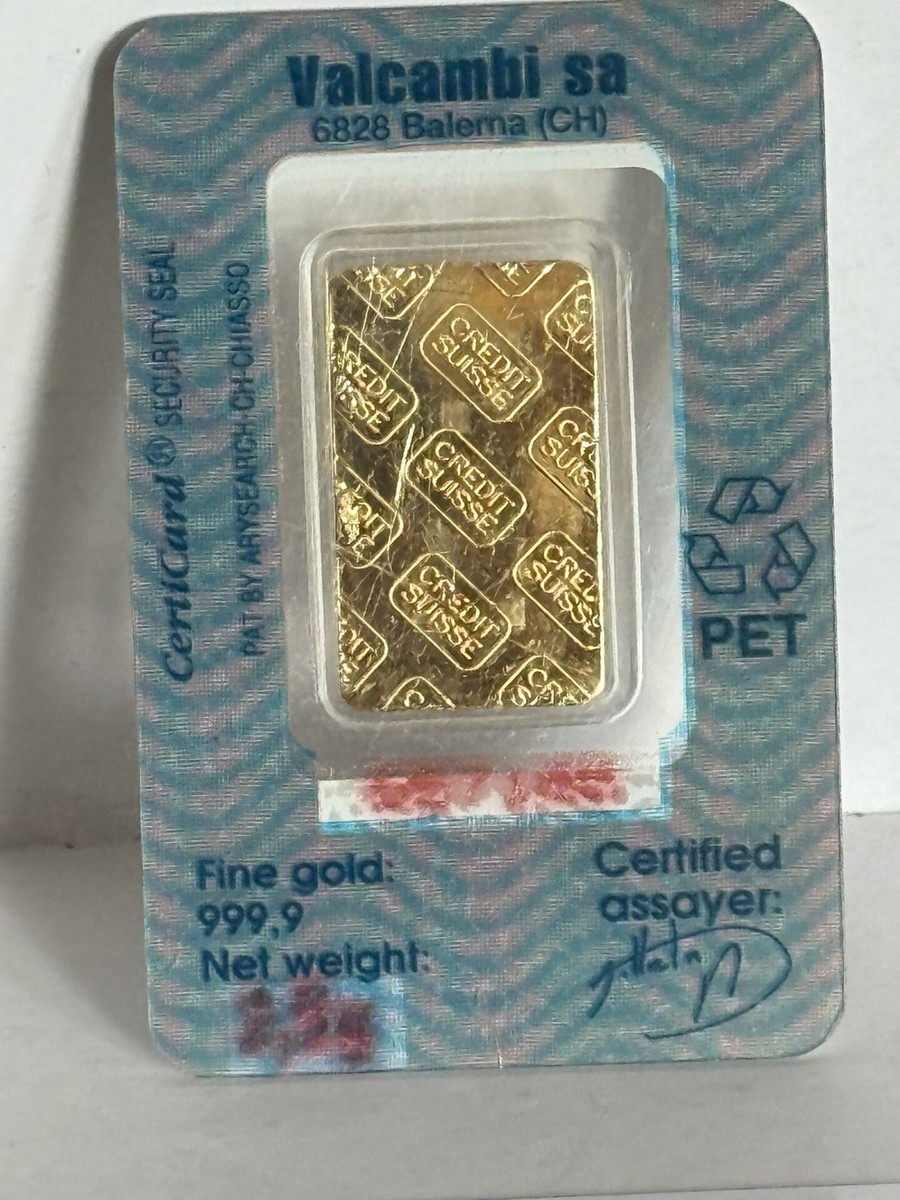 Valcambi sa
6828 Balerna (CH)
CertiCard® SECURITY SEAL
PAT BY ARYSEARCH-CH-CHIASSO
CREDIT
SUISSE
CREDIT
SUISSE
CREDIT
SUISSE
PET
Fine gold:
999,9
Net weight:
Certified
assayer: